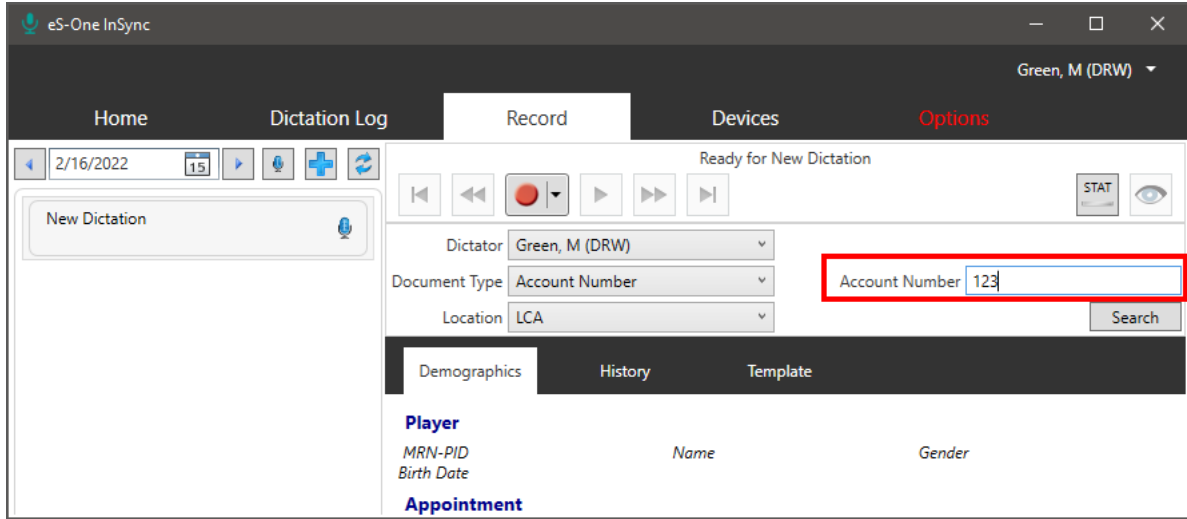 eS-One InSync
Green, M (DRW)
Home Dictation Log Record Devices Options
2/16/2022 15
Ready for New Dictation
STAT
New Dictation
Dictator Green, M (DRW)
Document Type Account Number Account Number 123
Location LCA Search
Demographics History Template
Player
MRN-PID Name Gender
Birth Date
Appointment